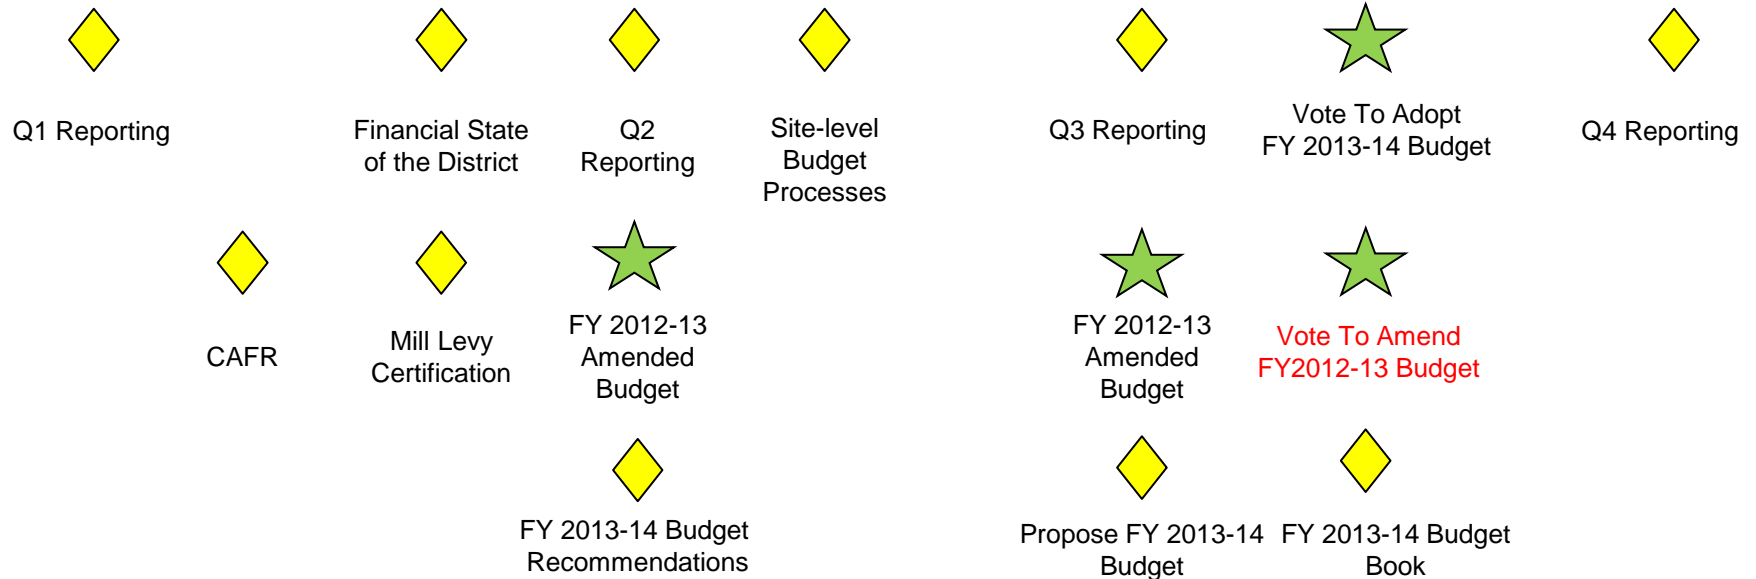 Q1 Reporting
Financial State
of the District
Q2
Reporting
Site-level
Budget
Processes
Q3 Reporting
Vote To Adopt
FY 2013-14 Budget
Q4 Reporting
CAFR
Mill Levy
Certification
FY 2012-13
Amended
Budget
FY 2012-13
Amended
Budget
Vote To Amend
FY2012-13 Budget
FY 2013-14 Budget
Recommendations
Propose FY 2013-14
Budget
FY 2013-14 Budget
Book